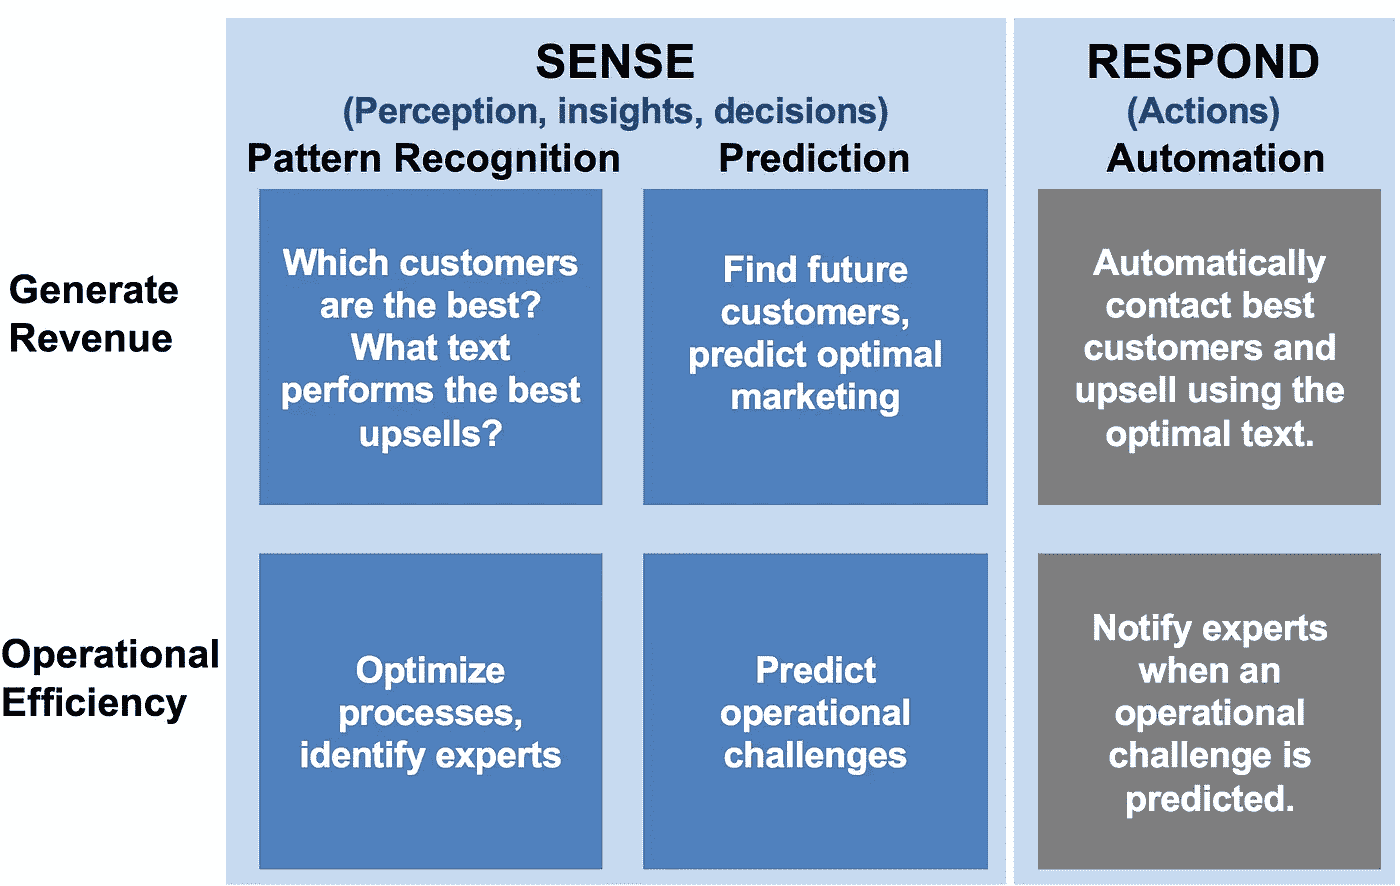 SENSE
(Perception, insights, decisions)
Pattern Recognition
Prediction
RESPOND
(Actions)
Automation
Generate
Revenue
Which customers
are the best?
What text
performs the best
upsells?
Find future
customers,
predict optimal
marketing
Automatically
contact best
customers and
upsell using the
optimal text.
Operational
Efficiency
Optimize
processes,
identify experts
Predict
operational
challenges
Notify experts
when an
operational
challenge is
predicted.